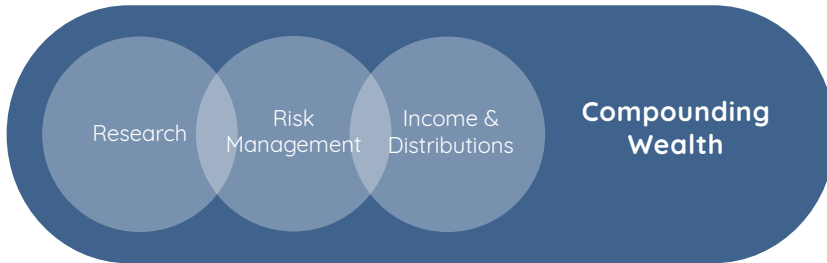 Research
Risk
Management
Income &
Distributions
Compounding
Wealth